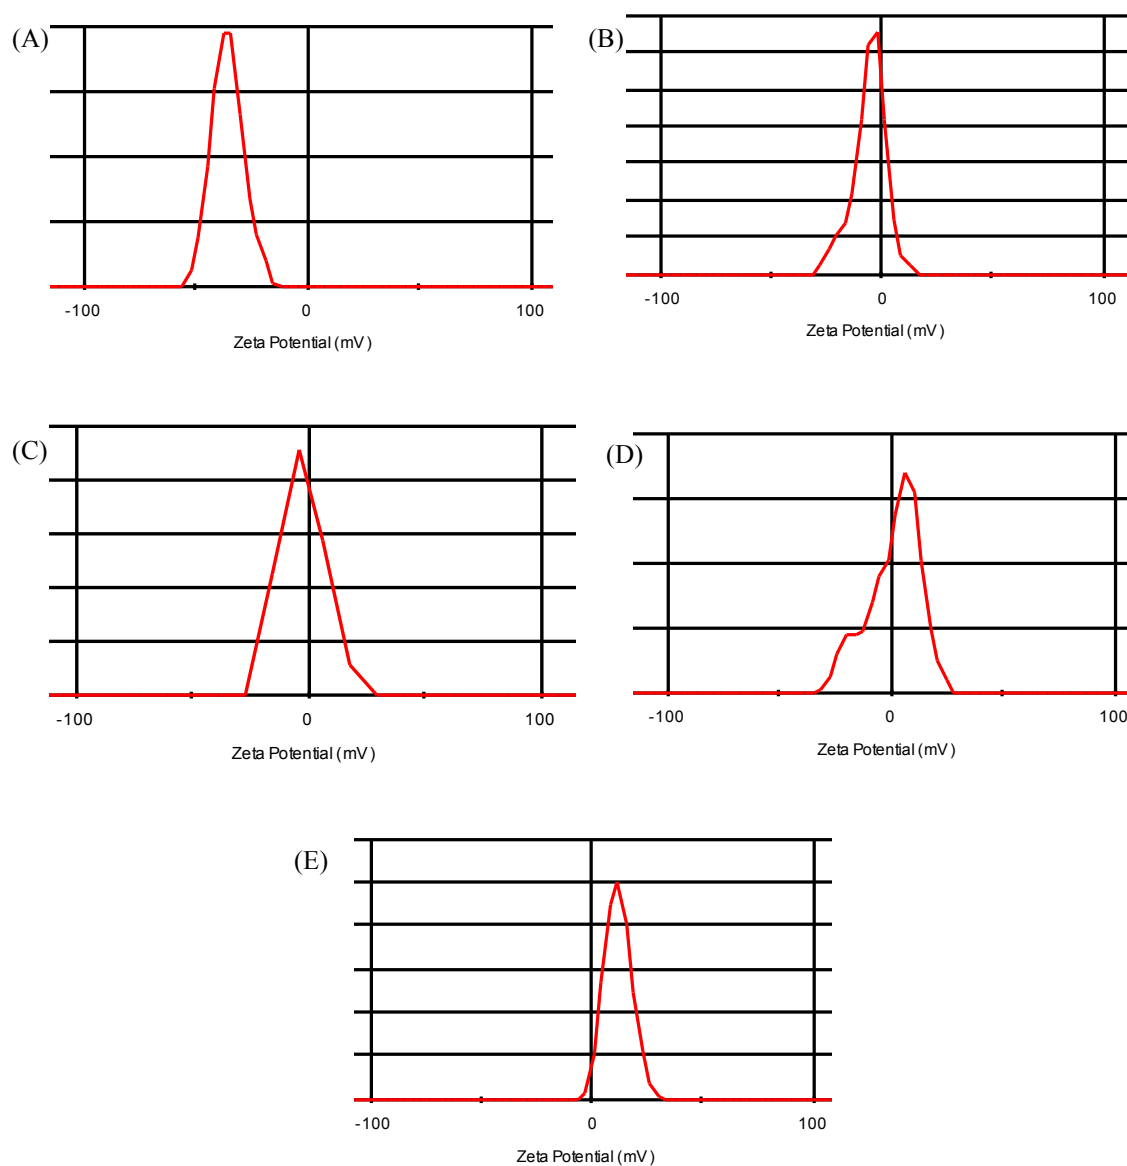 (A)
-100 0 100
Zeta Potential (mV)
(B)
-100 0 100
Zeta Potential (mV)
(C)
-100 0 100
Zeta Potential (mV)
(D)
-100 0 100
Zeta Potential (mV)
(E)
-100 0 100
Zeta Potential (mV)